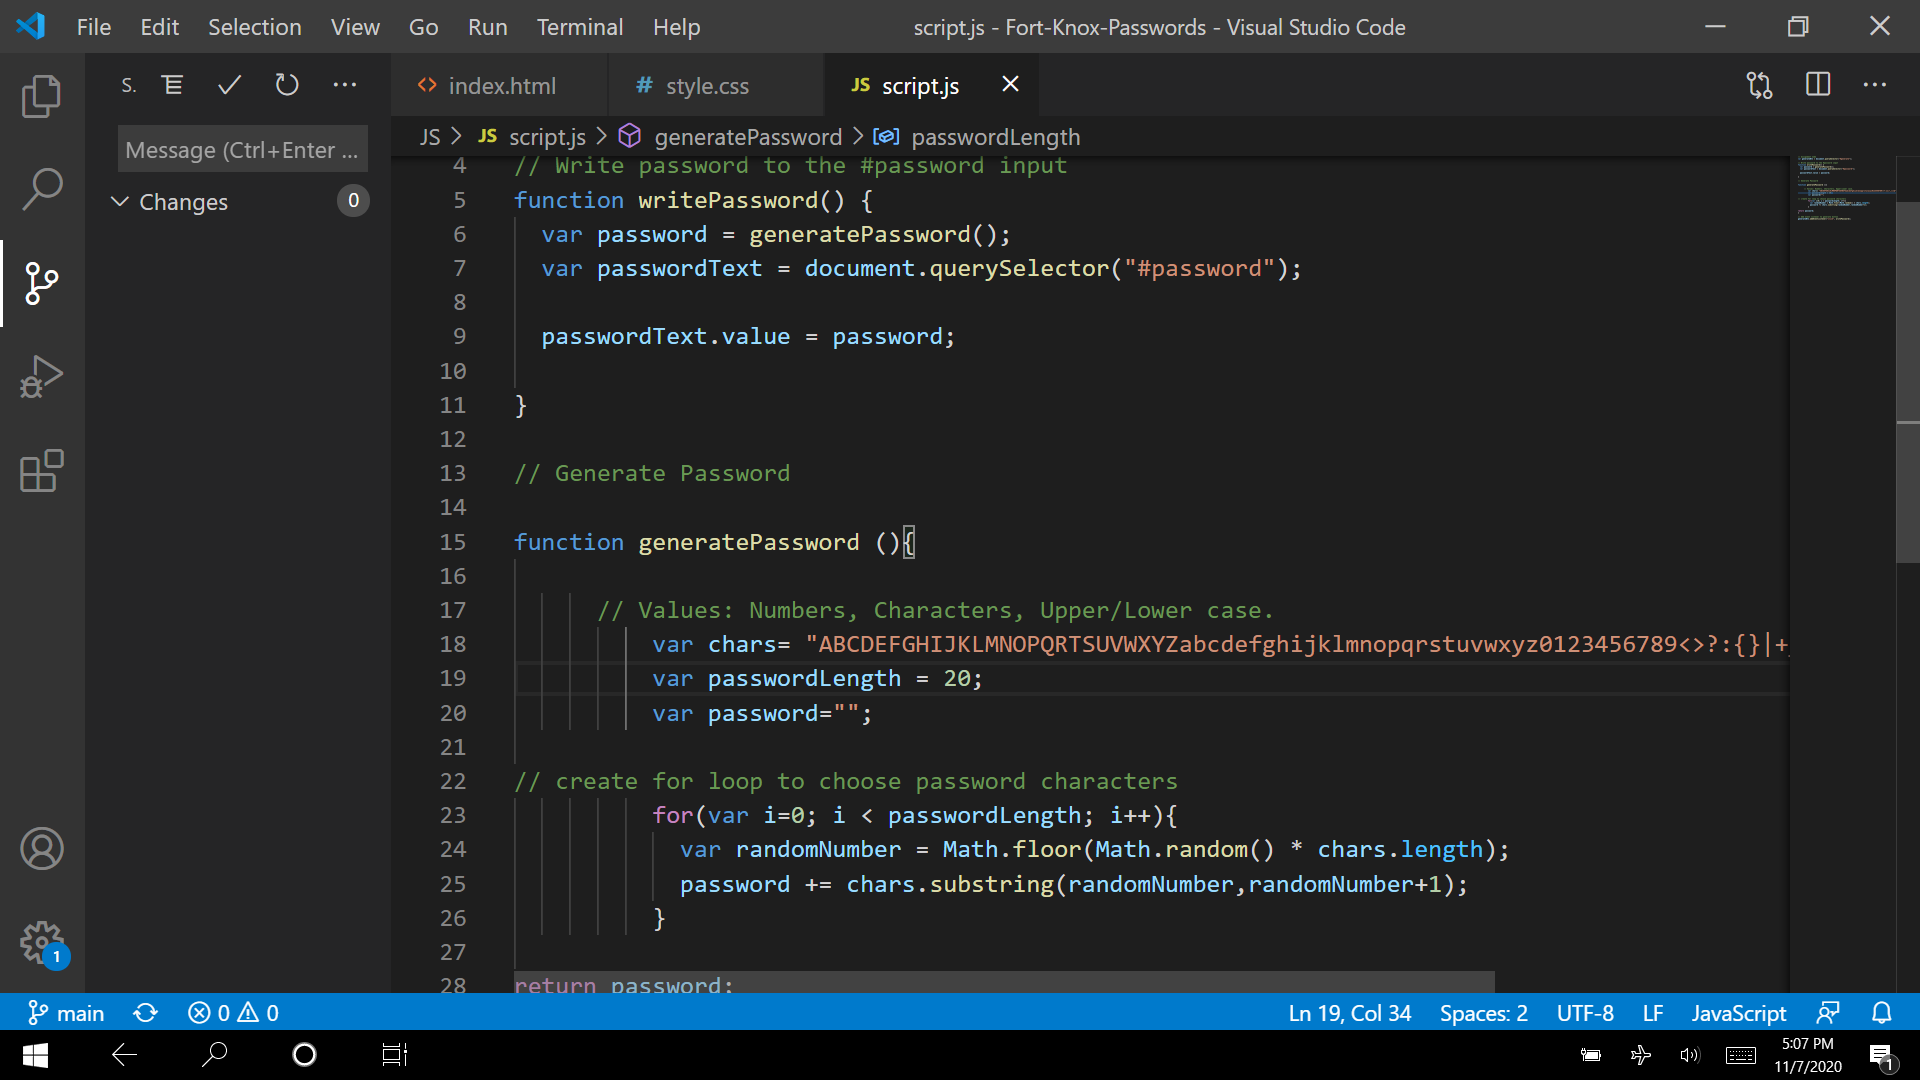 File Edit Selection View Go Run Terminal Help script.js - Fort-Knox-Passwords - Visual Studio Code
S.
index.html
# style.css
JS script.js
JS > JS script.js > generatePassword > passwordLength
Message (Ctrl+Enter ...
Changes 0
4 // Write password to the #password input
5 function writePassword() {
6 var password = generatePassword();
7 var passwordText = document.querySelector("#password");
8
9 passwordText.value = password;
10
11 }
12
13 // Generate Password
14
15 function generatePassword (){
16
17 // Values: Numbers, Characters, Upper/Lower case.
18 var chars= "ABCDEFGHIJKLMNOPQRTSUVWXYZabcdefghijklmnopqrstuvwxyz0123456789<>?:{}|+_
19 var passwordLength = 20;
20 var password="";
21
22 // create for loop to choose password characters
23 for(var i=0; i < passwordLength; i++){
24 var randomNumber = Math.floor(Math.random() * chars.length);
25 password += chars.substring(randomNumber,randomNumber+1);
26 }
27
28 return password;
1
main 0 0 Ln 19, Col 34 Spaces: 2 UTF-8 LF JavaScript
5:07 PM
11/7/2020
1